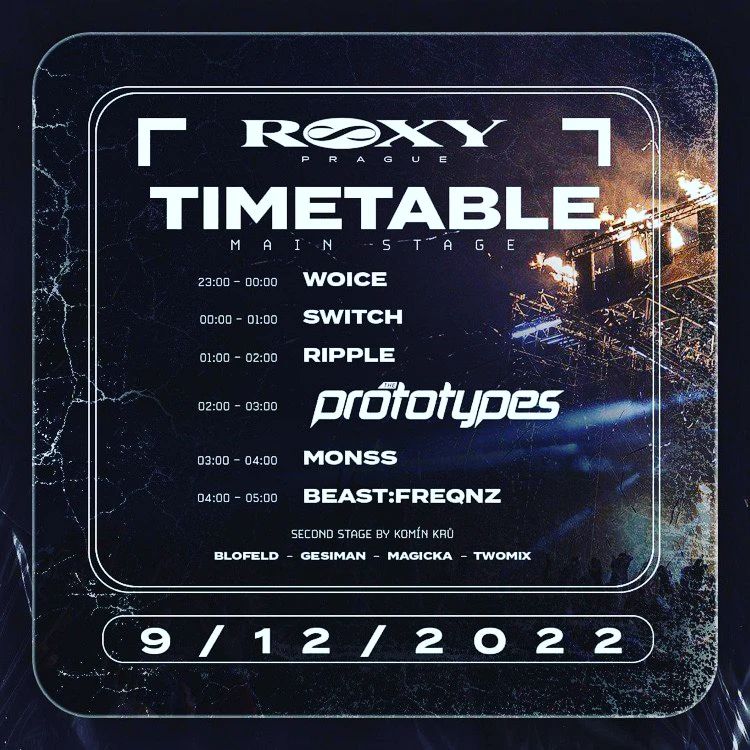 ROXY
PRAGUE
TIMETABLE
MAIN STAGE
23:00 - 00:00 WOICE
00:00 - 01:00 SWITCH
01:00 - 02:00 RIPPLE
02:00 - 03:00 THE PROTOTYPES
03:00 - 04:00 MONSS
04:00 - 05:00 BEAST:FREQNZ
SECOND STAGE BY KOMÍN KRŮ
BLOFELD - GESIMAN - MAGICKA - TWOMIX
9/12/2022